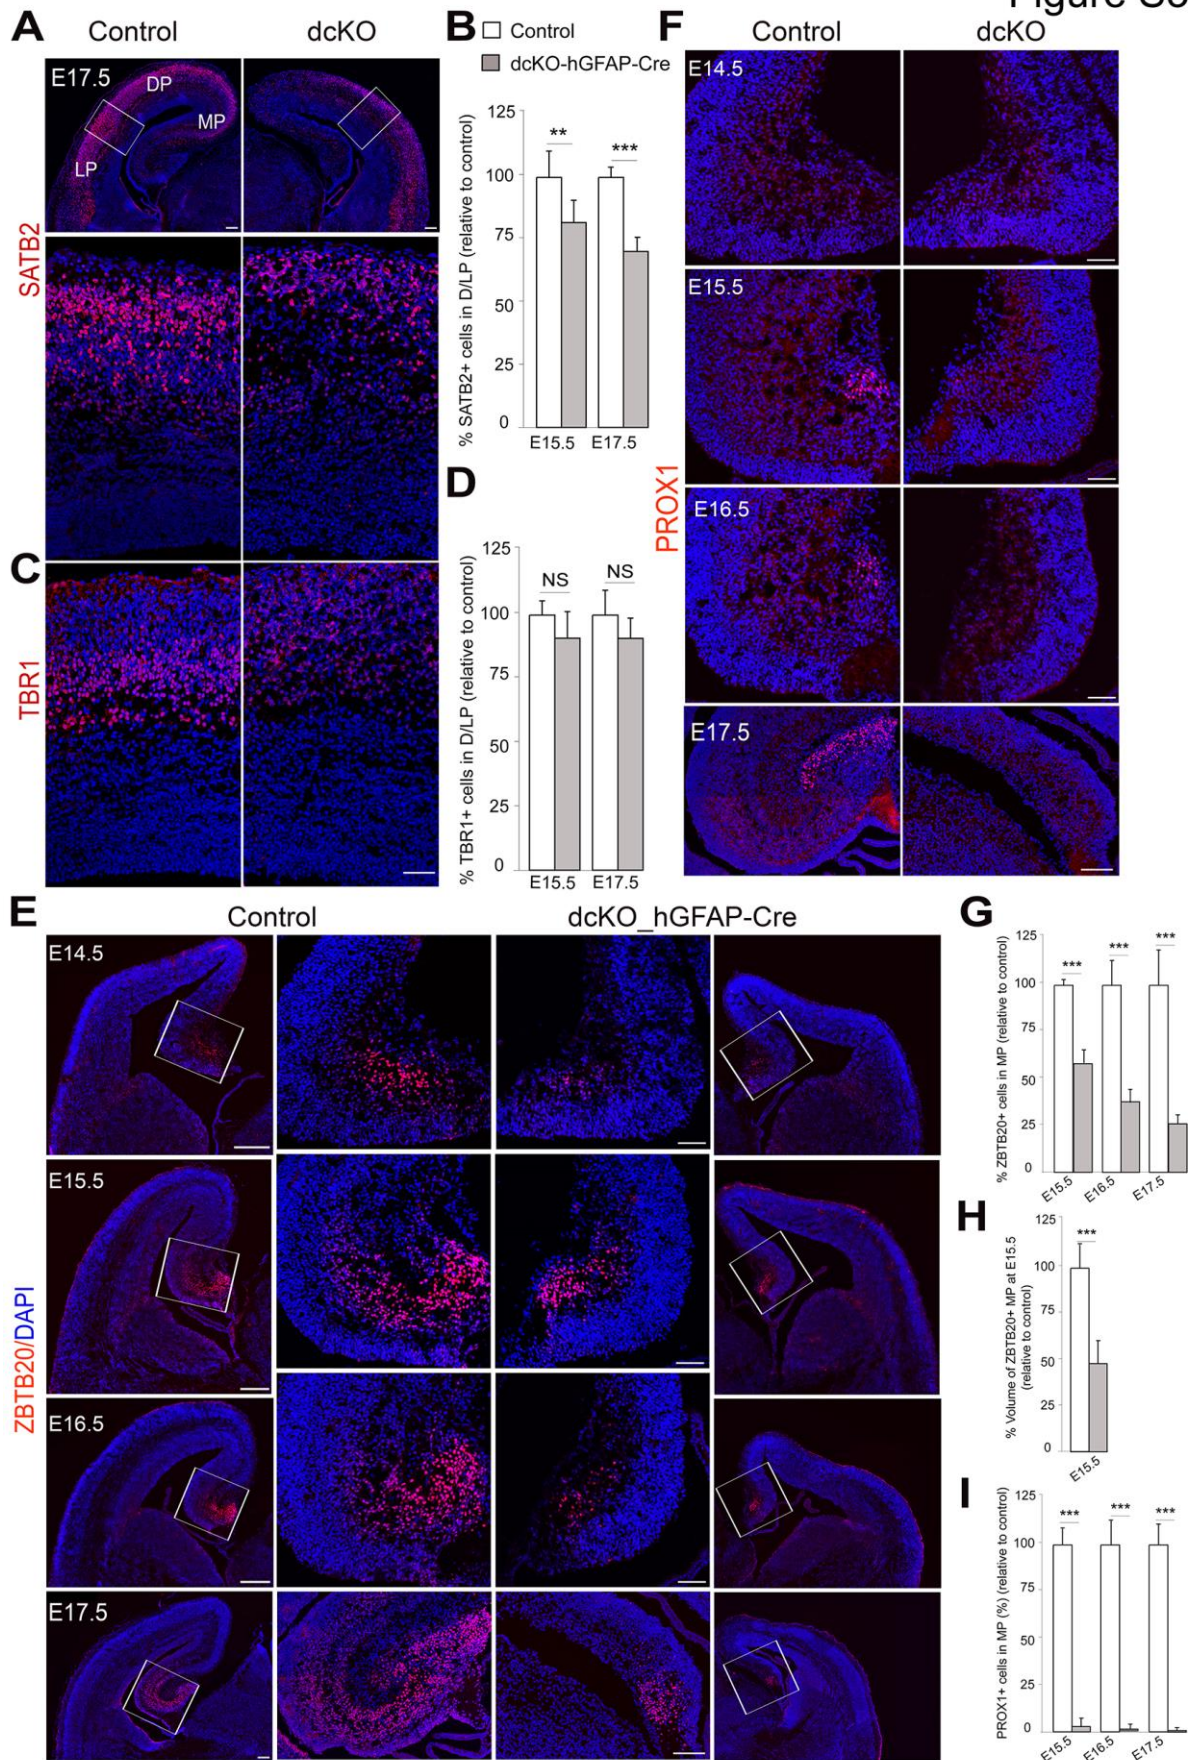 Figure S
A
Control
dcKO
E17.5
DP
MP
LP
SATB2
B
Control
dcKO-hGFAP-Cre
% SATB2+ cells in D/LP (relative to control)
125
100
75
50
25
0
**
***
E15.5
E17.5
C
TBR1
D
% TBR1+ cells in D/LP (relative to control)
125
100
75
50
25
0
NS
NS
E15.5
E17.5
F
Control
dcKO
PROX1
E14.5
E15.5
E16.5
E17.5
E
Control
dcKO_hGFAP-Cre
ZBTB20/DAPI
E14.5
E15.5
E16.5
E17.5
G
% ZBTB20+ cells in MP (relative to control)
125
100
75
50
25
0
***
***
***
E15.5
E16.5
E17.5
H
% Volume of ZBTB20+ MP at E15.5
(relative to control)
125
100
75
50
25
0
***
E15.5
I
PROX1+ cells in MP (%) (relative to control)
125
100
75
50
25
0
***
***
***
E15.5
E16.5
E17.5